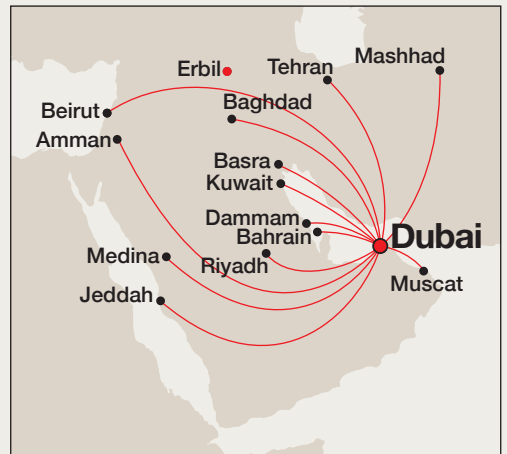 Mashhad
Tehran
Erbil
Baghdad
Beirut
Amman
Basra
Kuwait
Dammam
Bahrain
Dubai
Medina
Riyadh
Muscat
Jeddah